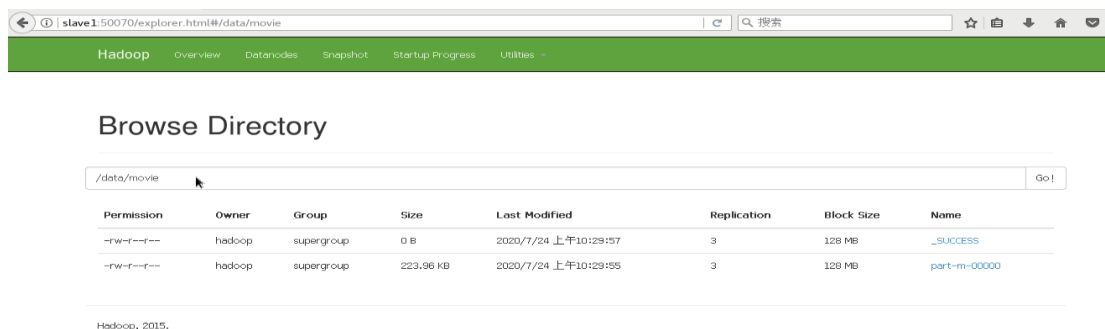 slave1:50070/explorer.html#/data/movie 搜索
Hadoop Overview Datanodes Snapshot Startup Progress Utilities
Browse Directory
/data/movie Go!
Permission Owner Group Size Last Modified Replication Block Size Name
-rw-r--r-- hadoop supergroup 0 B 2020/7/24 上午10:29:57 3 128 MB _SUCCESS
-rw-r--r-- hadoop supergroup 223.96 KB 2020/7/24 上午10:29:55 3 128 MB part-m-00000
Hadoop, 2015.